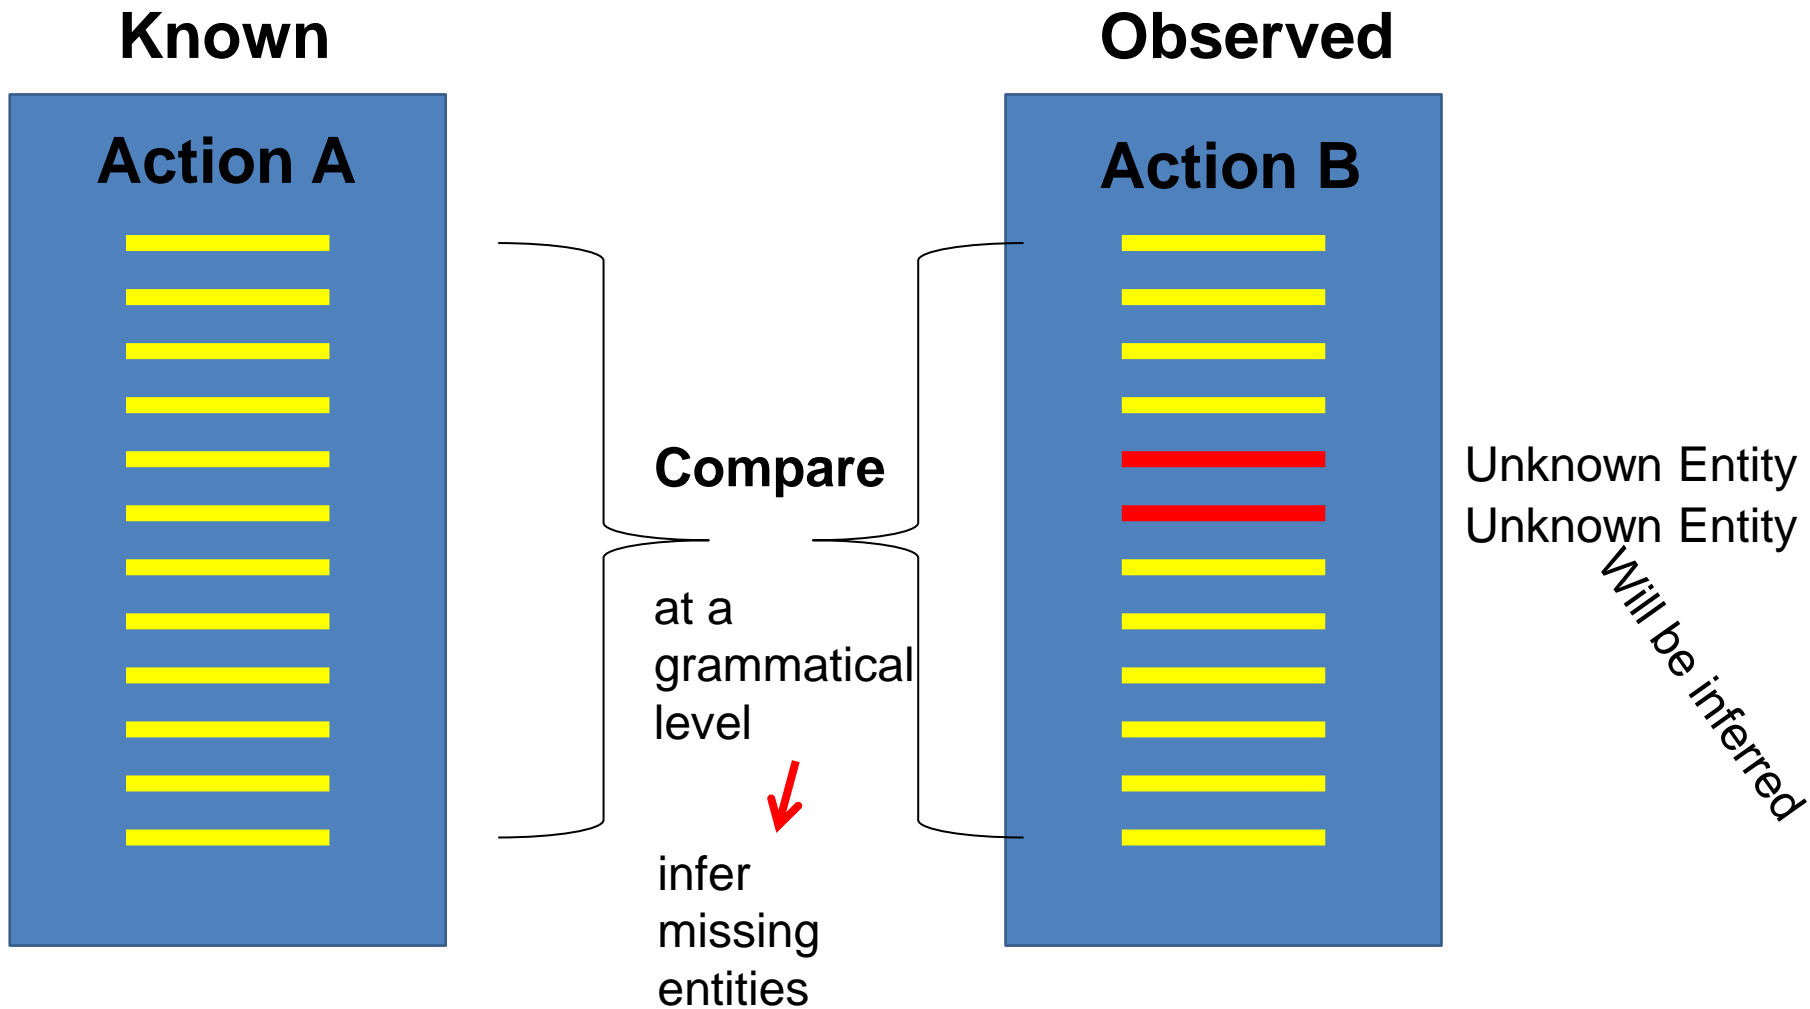 Known
Observed
Action A
Action B
Compare
at a
grammatical
level
infer
missing
entities
Unknown Entity
Unknown Entity
Will be inferred